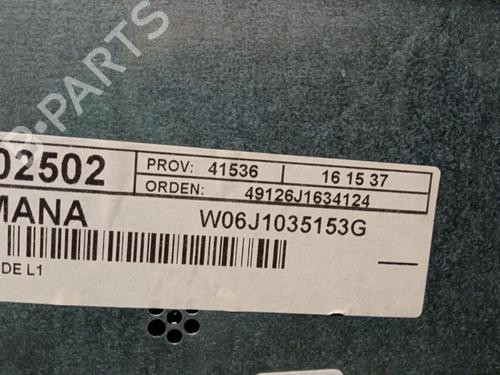 B-PARTS
02502
PROV: 41536
16 15 37
ORDEN: 49126J1634124
MANA
W06J1035153G
DE L1